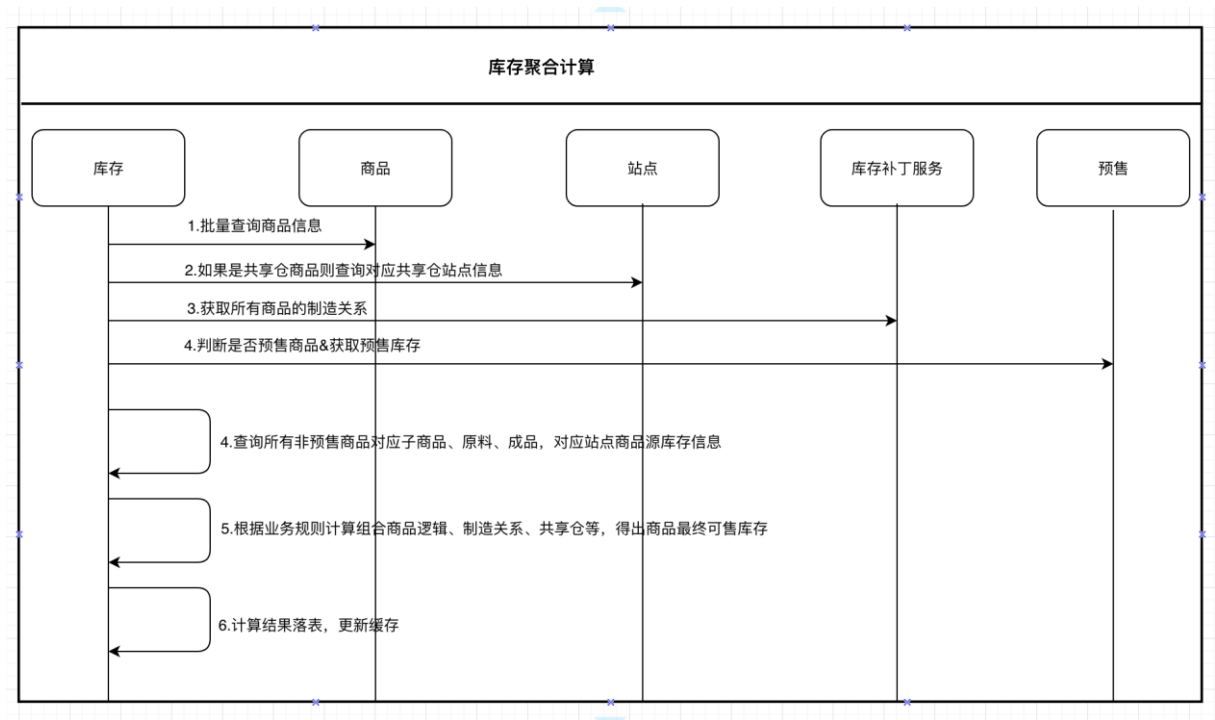 库存聚合计算
库存
商品
站点
库存补丁服务
预售
1.批量查询商品信息
2.如果是共享仓商品则查询对应共享仓站点信息
3.获取所有商品的制造关系
4.判断是否预售商品&获取预售库存
4.查询所有非预售商品对应子商品、原料、成品，对应站点商品源库存信息
5.根据业务规则计算组合商品逻辑、制造关系、共享仓等，得出商品最终可售库存
6.计算结果落表，更新缓存